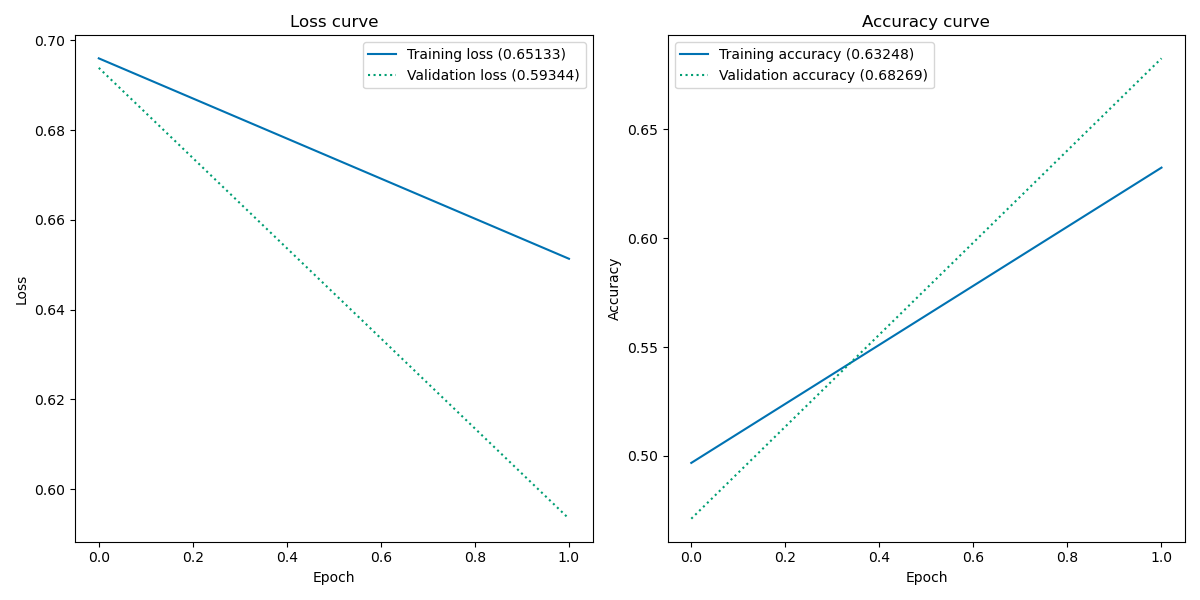 Loss curve
Training loss (0.65133)
Validation loss (0.59344)
0.70
0.68
0.66
0.64
0.62
0.60
Loss
0.0 0.2 0.4 0.6 0.8 1.0
Epoch
Accuracy curve
Training accuracy (0.63248)
Validation accuracy (0.68269)
0.65
0.60
0.55
0.50
Accuracy
0.0 0.2 0.4 0.6 0.8 1.0
Epoch